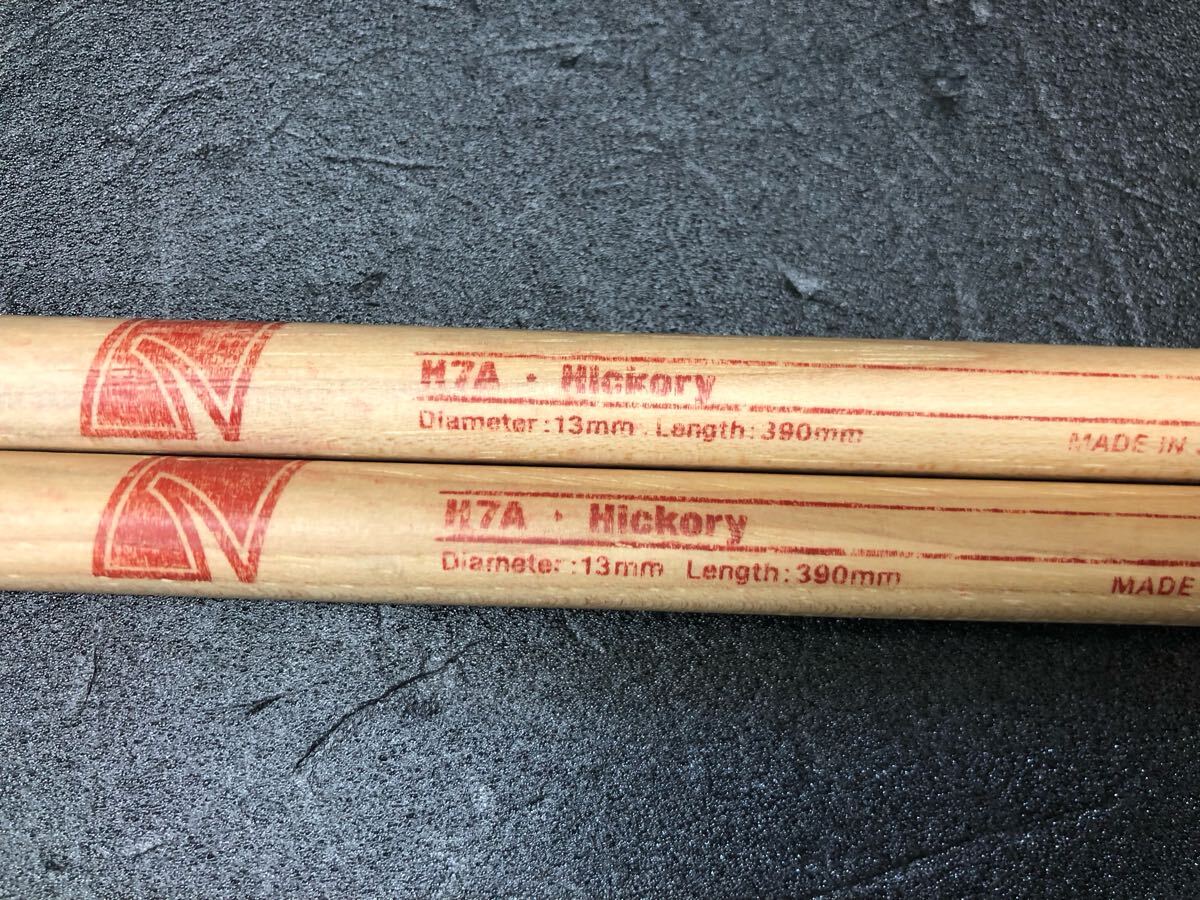 H7A · Hickory
Diameter:13mm . Length:390mm
MADE IN
H7A · Hickory
Diameter:13mm Length:390mm
MADE